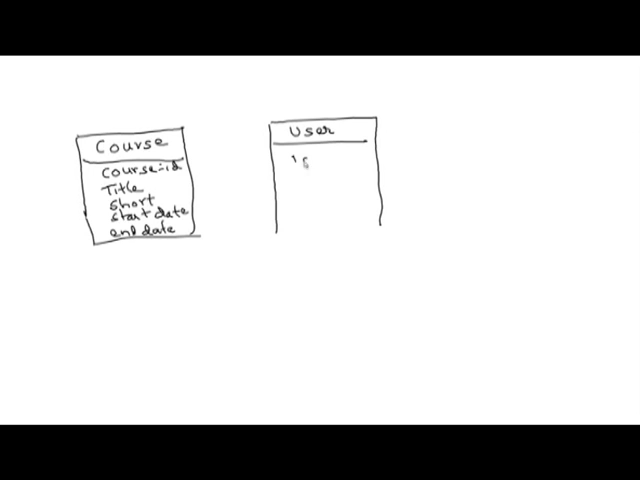 Course
course-id
Title
short
start date
end date
User